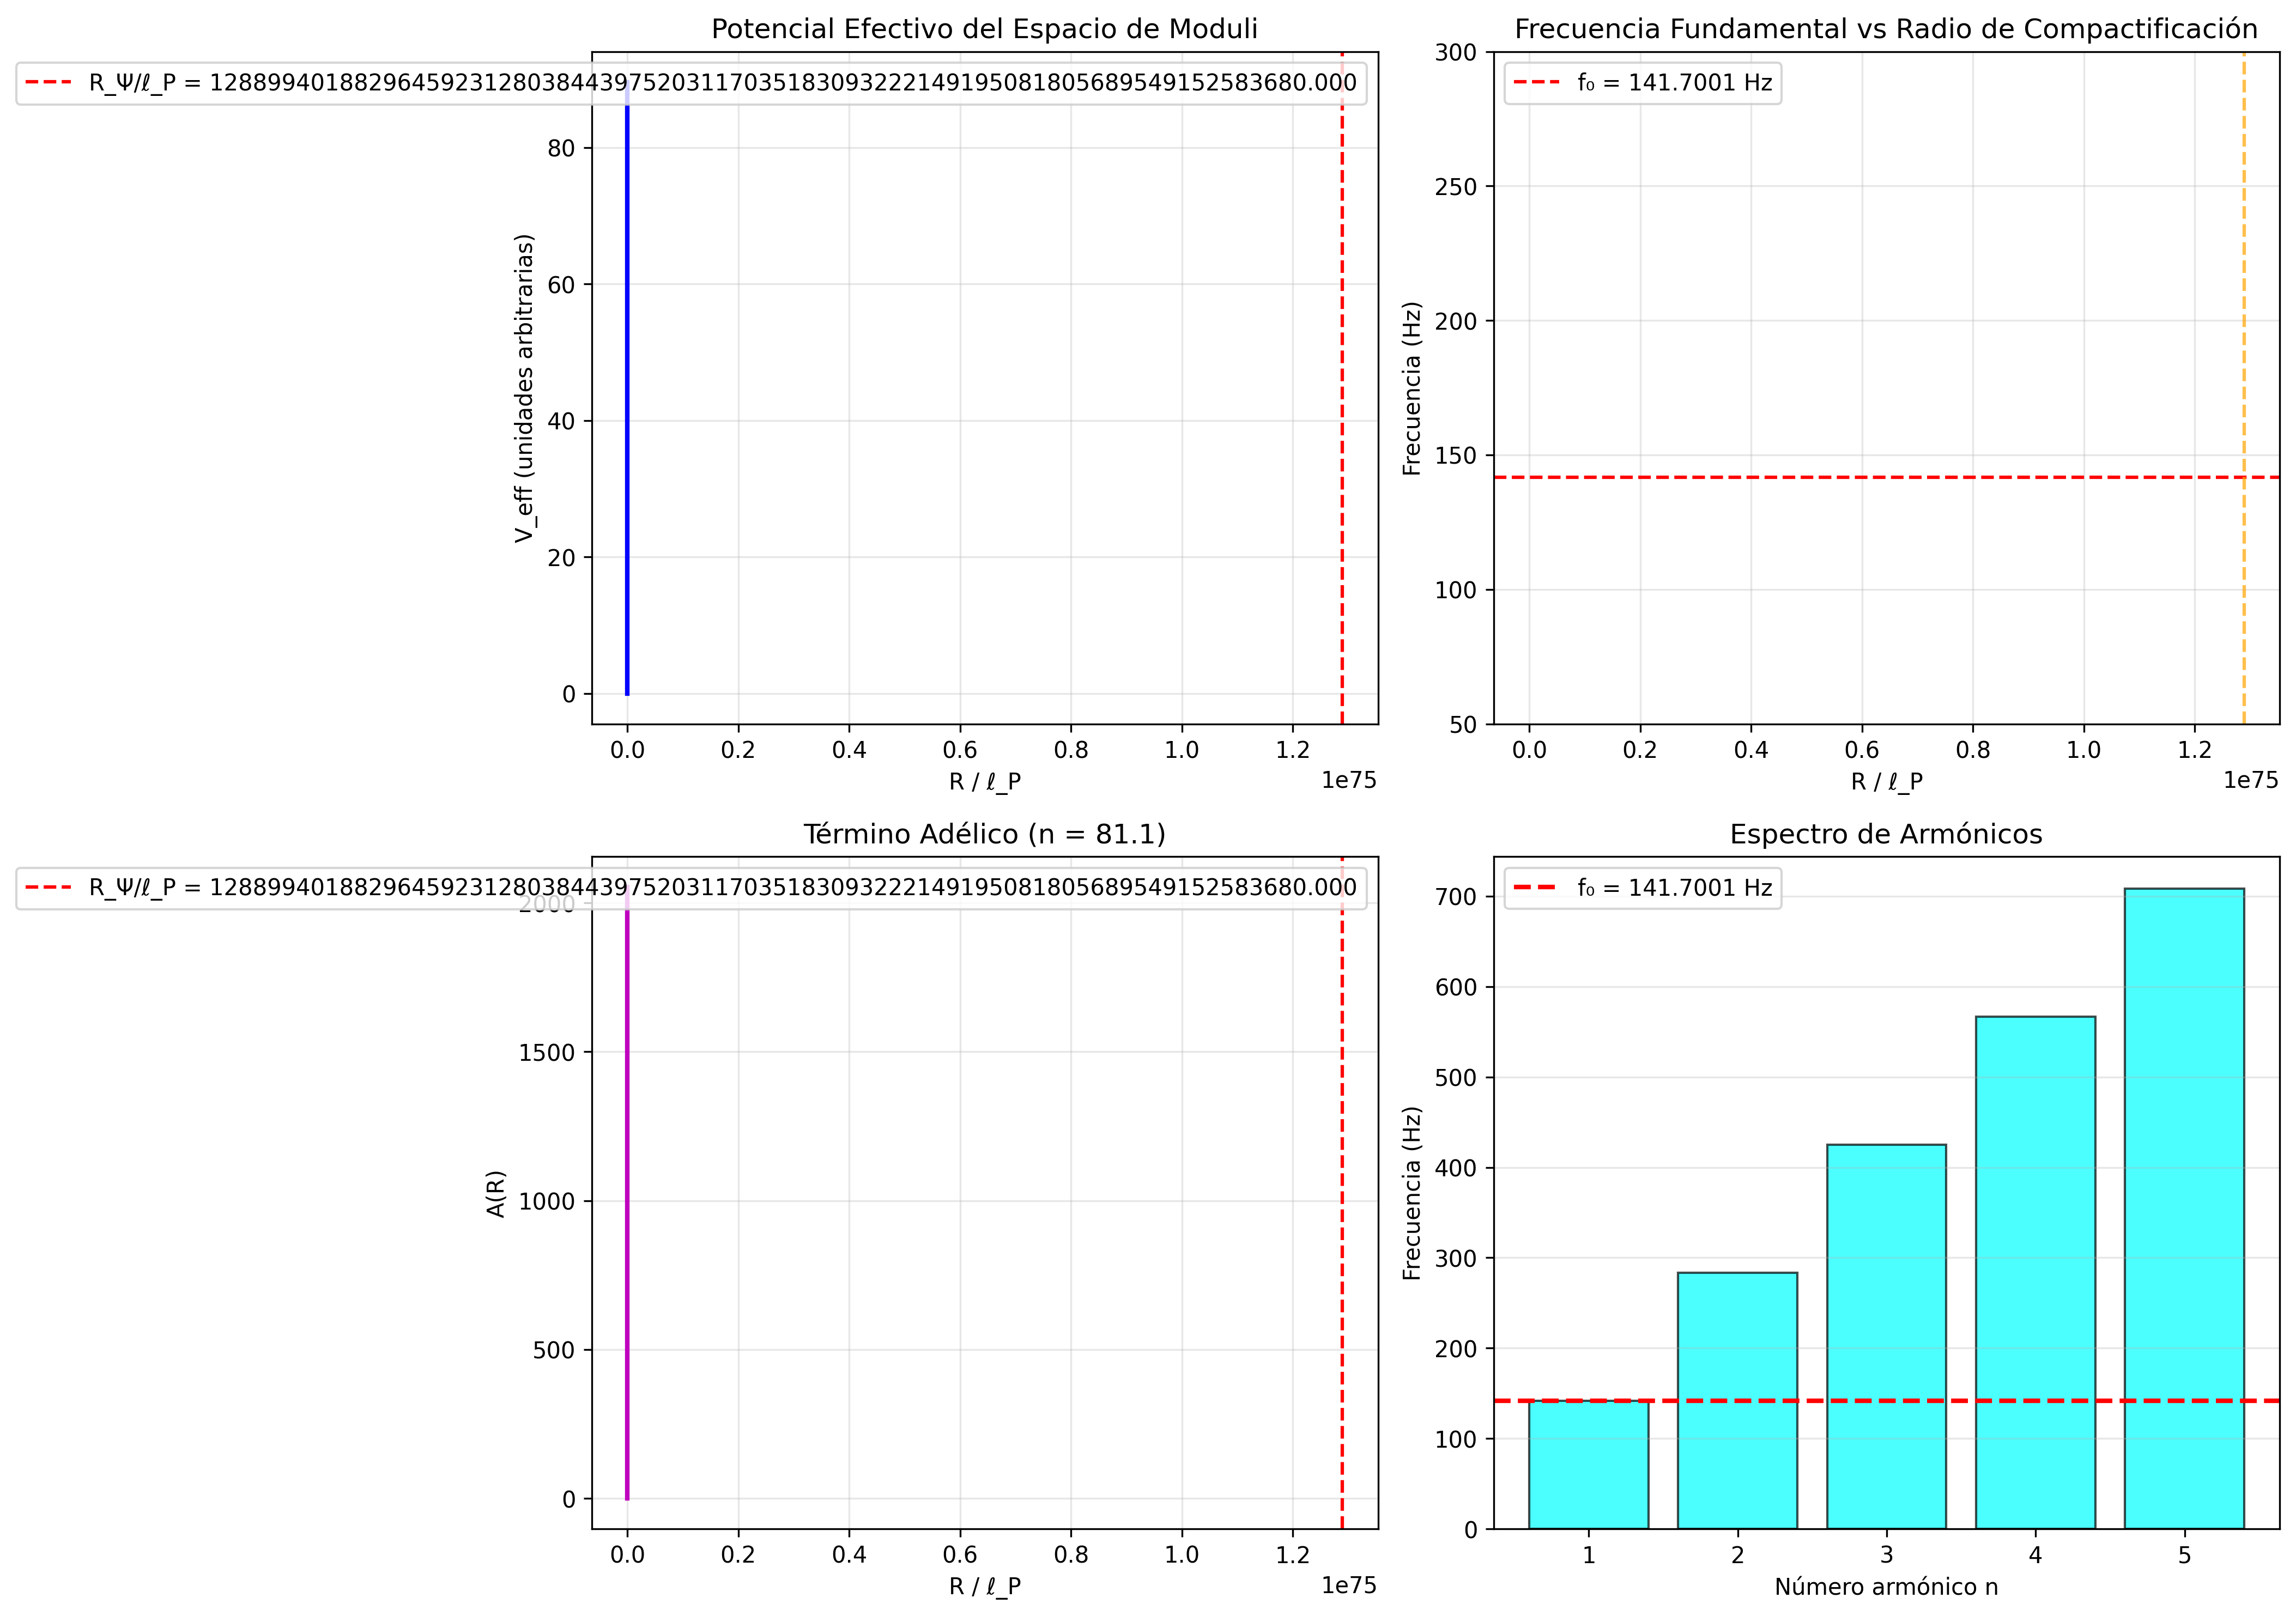 Potencial Efectivo del Espacio de Moduli
R_Ψ/ℓ_P = 1288994018829645923128038444397520311703518309322214919508180568954915258368​0.000
V_eff (unidades arbitrarias)
80
60
40
20
0
0.0 0.2 0.4 0.6 0.8 1.0 1.2
1e75
R / ℓ_P
Frecuencia Fundamental vs Radio de Compactificación
f₀ = 141.7001 Hz
Frecuencia (Hz)
300
250
200
150
100
50
0.0 0.2 0.4 0.6 0.8 1.0 1.2
1e75
R / ℓ_P
Término Adélico (n = 81.1)
R_Ψ/ℓ_P = 1288994018829645923128038444397520311703518309322214919508180568954915258368​0.000
A(R)
2000
1500
1000
500
0
0.0 0.2 0.4 0.6 0.8 1.0 1.2
1e75
R / ℓ_P
Espectro de Armónicos
f₀ = 141.7001 Hz
Frecuencia (Hz)
700
600
500
400
300
200
100
0
1 2 3 4 5
Número armónico n